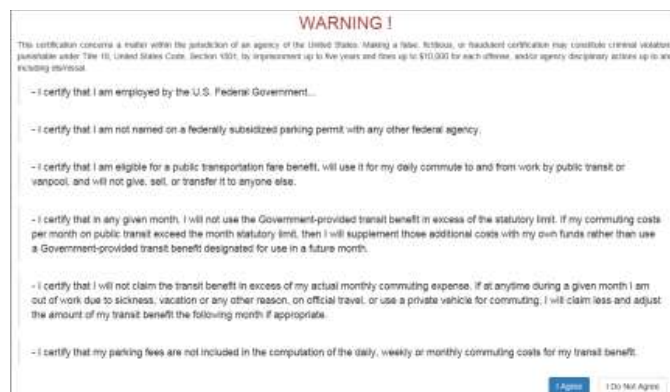 WARNING !
This certification concerns a matter within the jurisdiction of an agency of the United States. Making a false, fictitious, or fraudulent certification may constitute criminal violation
punishable under Title 18, United States Code, Section 1001, by imprisonment up to five years and fines up to $10,000 for each offense, and/or agency disciplinary actions up to and
including dismissal.
- I certify that I am employed by the U.S. Federal Government...
- I certify that I am not named on a federally subsidized parking permit with any other federal agency.
- I certify that I am eligible for a public transportation fare benefit, will use it for my daily commute to and from work by public transit or
vanpool, and will not give, sell, or transfer it to anyone else.
- I certify that in any given month, I will not use the Government-provided transit benefit in excess of the statutory limit. If my commuting costs
per month on public transit exceed the month statutory limit, then I will supplement those additional costs with my own funds rather than use
a Government-provided transit benefit designated for use in a future month.
- I certify that I will not claim the transit benefit in excess of my actual monthly commuting expense. If at anytime during a given month I am
out of work due to sickness, vacation or any other reason, on official travel, or use a private vehicle for commuting, I will claim less and adjust
the amount of my transit benefit the following month if appropriate.
- I certify that my parking fees are not included in the computation of the daily, weekly or monthly commuting costs for my transit benefit.
I Agree I Do Not Agree